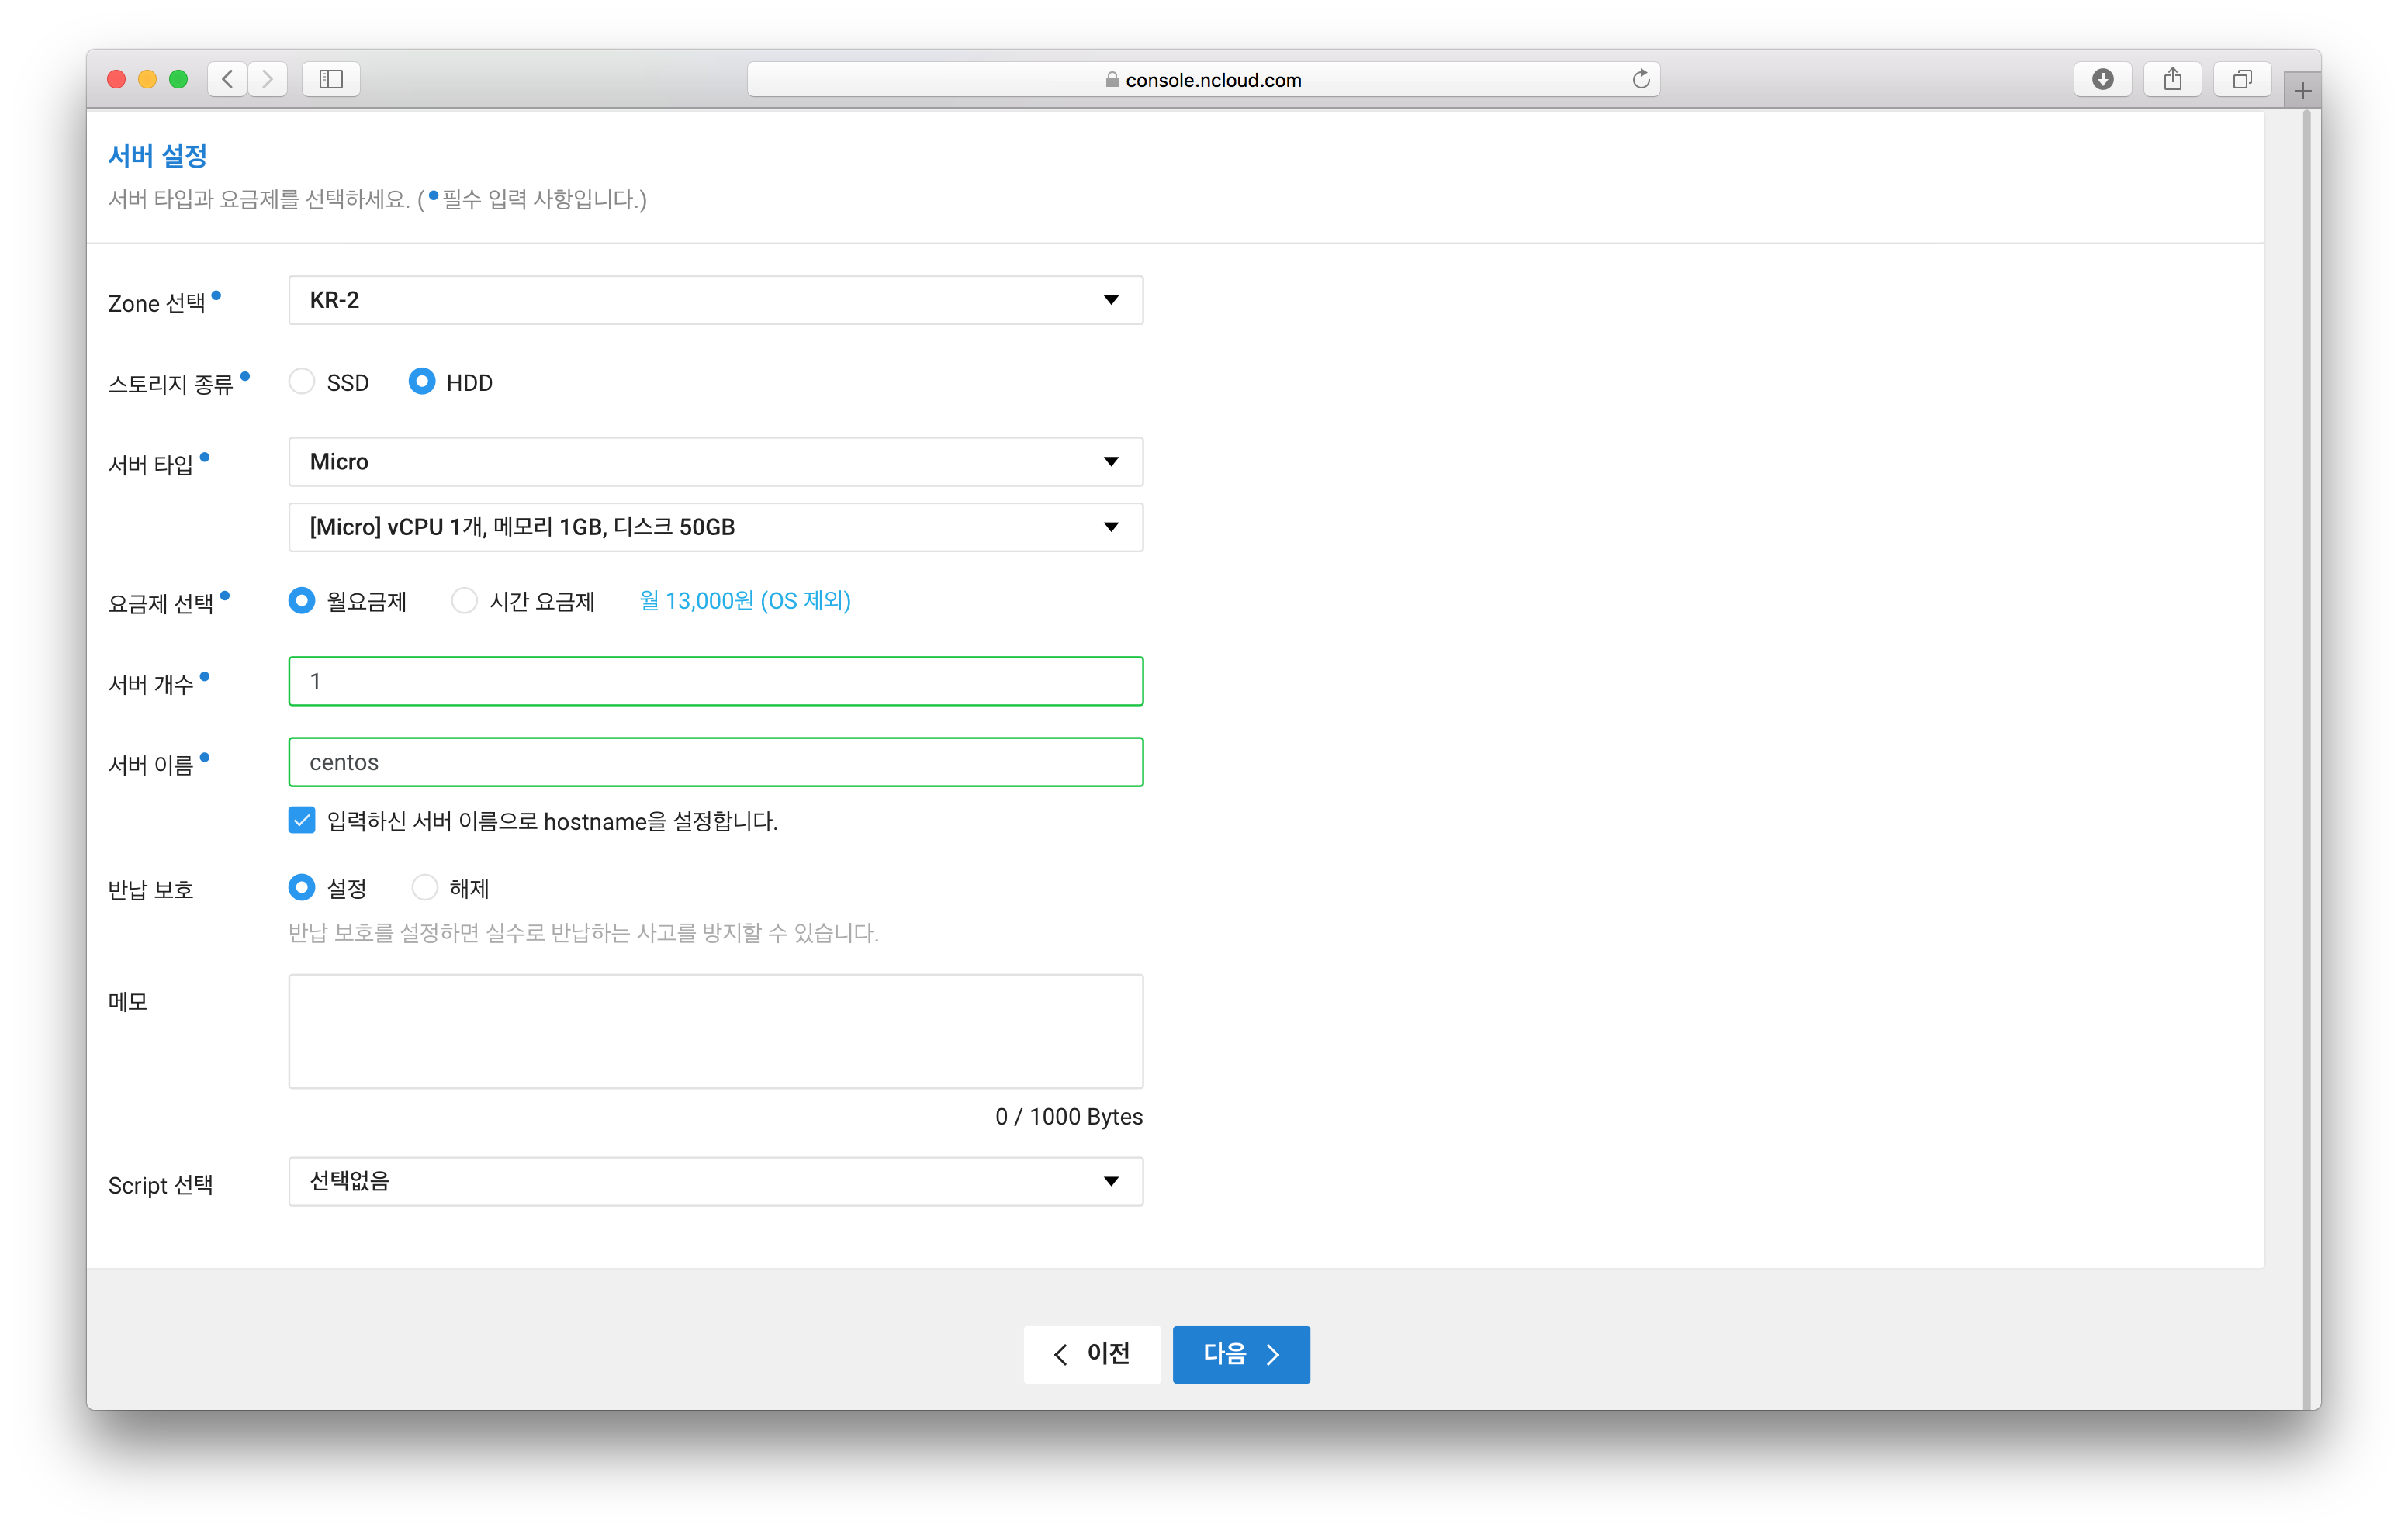 console.ncloud.com
서버 설정
서버 타입과 요금제를 선택하세요. ( 필수 입력 사항입니다.)
Zone 선택
KR-2
스토리지 종류
SSD
HDD
서버 타입
Micro
[Micro] vCPU 1개, 메모리 1GB, 디스크 50GB
요금제 선택
월요금제
시간 요금제
월 13,000원 (OS 제외)
서버 개수
1
서버 이름
centos
입력하신 서버 이름으로 hostname을 설정합니다.
반납 보호
설정
해제
반납 보호를 설정하면 실수로 반납하는 사고를 방지할 수 있습니다.
메모
0 / 1000 Bytes
Script 선택
선택없음
이전
다음